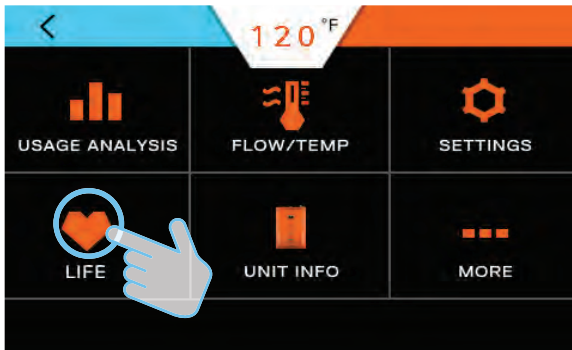 120°F
USAGE ANALYSIS FLOW/TEMP SETTINGS
LIFE UNIT INFO MORE